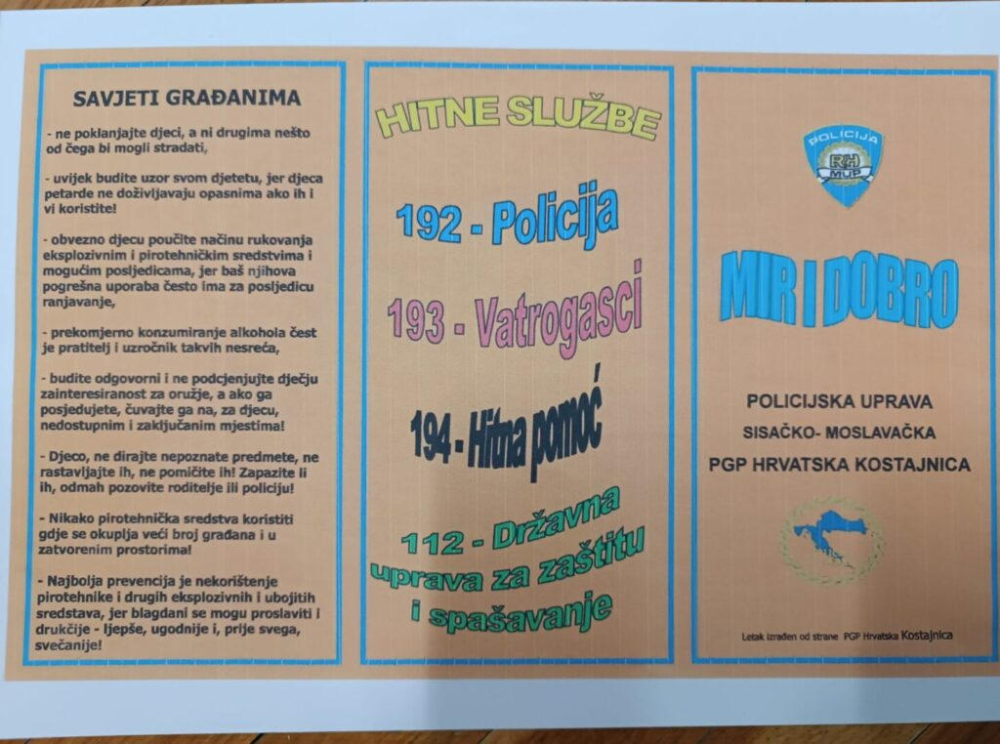 SAVJETI GRAĐANIMA
- ne poklanjajte djeci, a ni drugima nešto
od čega bi mogli stradati,
- uvijek budite uzor svom djetetu, jer djeca
petarde ne doživljavaju opasnima ako ih i
vi koristite!
- obvezno djecu poučite načinu rukovanja
eksplozivnim i pirotehničkim sredstvima i
mogućim posljedicama, jer baš njihova
pogrešna uporaba često ima za posljedicu
ranjavanje,
- prekomjerno konzumiranje alkohola čest
je pratitelj i uzročnik takvih nesreća,
- budite odgovorni i ne podcjenjujte dječju
zainteresiranost za oružje, a ako ga
posjedujete, čuvajte ga na, za djecu,
nedostupnim i zaključanim mjestima!
- Djeco, ne dirajte nepoznate predmete, ne
rastavljajte ih, ne pomičite ih! Zapazite li
ih, odmah pozovite roditelje ili policiju!
- Nikako pirotehnička sredstva koristiti
gdje se okuplja veći broj građana i u
zatvorenim prostorima!
- Najbolja prevencija je nekorištenje
pirotehnike i drugih eksplozivnih i ubojitih
sredstava, jer blagdani se mogu proslaviti i
drukčije - ljepše, ugodnije i, prije svega,
svečanije!
HITNE SLUŽBE
192 - Policija
193 - Vatrogasci
194 - Hitna pomoć
112 - Državna
uprava za zaštitu
i spašavanje
POLICIJA
RH
MUP
MIR I DOBRO
POLICIJSKA UPRAVA
SISAČKO- MOSLAVAČKA
PGP HRVATSKA KOSTAJNICA
Letak izrađen od strane PGP Hrvatska Kostajnica